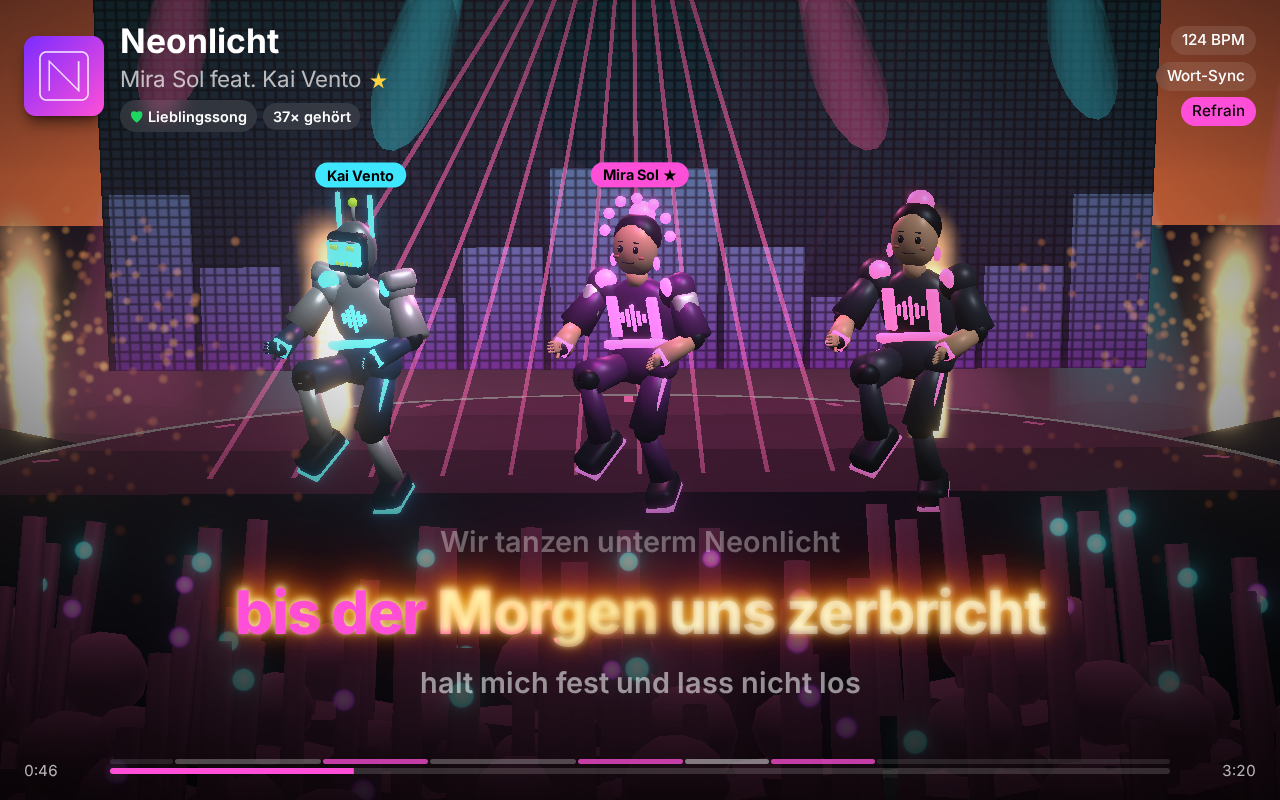 N
Neonlicht
Mira Sol feat. Kai Vento ★
Lieblingssong
37× gehört
124 BPM
Wort-Sync
Refrain
Kai Vento
Mira Sol ★
Wir tanzen unterm Neonlicht
bis der Morgen uns zerbricht
halt mich fest und lass nicht los
0:46
3:20